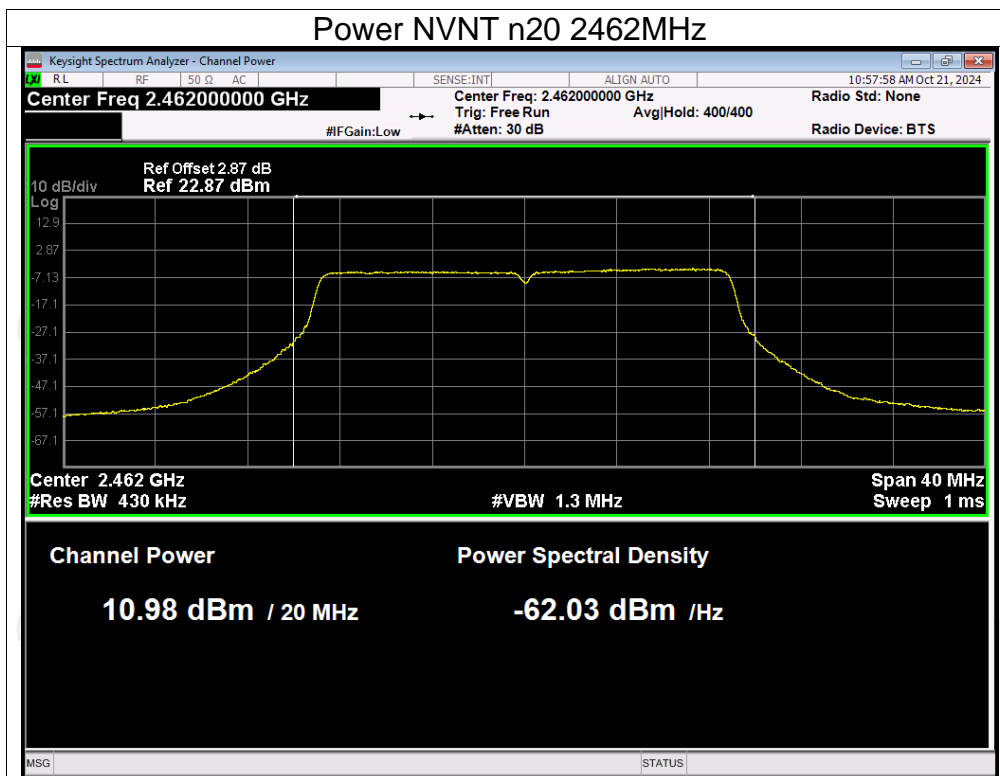 Power NVNT n20 2462MHz
Keysight Spectrum Analyzer - Channel Power
LXI RL RF 50 Ω AC SENSE:INT ALIGN AUTO 10:57:58 AM Oct 21, 2024
Center Freq 2.462000000 GHz Center Freq: 2.462000000 GHz Radio Std: None
Trig: Free Run Avg|Hold: 400/400
#IFGain:Low #Atten: 30 dB Radio Device: BTS
Ref Offset 2.87 dB
10 dB/div Ref 22.87 dBm
Log
12.9
2.87
-7.13
-17.1
-27.1
-37.1
-47.1
-57.1
-67.1
Center 2.462 GHz Span 40 MHz
#Res BW 430 kHz #VBW 1.3 MHz Sweep 1 ms
Channel Power Power Spectral Density
10.98 dBm / 20 MHz -62.03 dBm /Hz
MSG STATUS